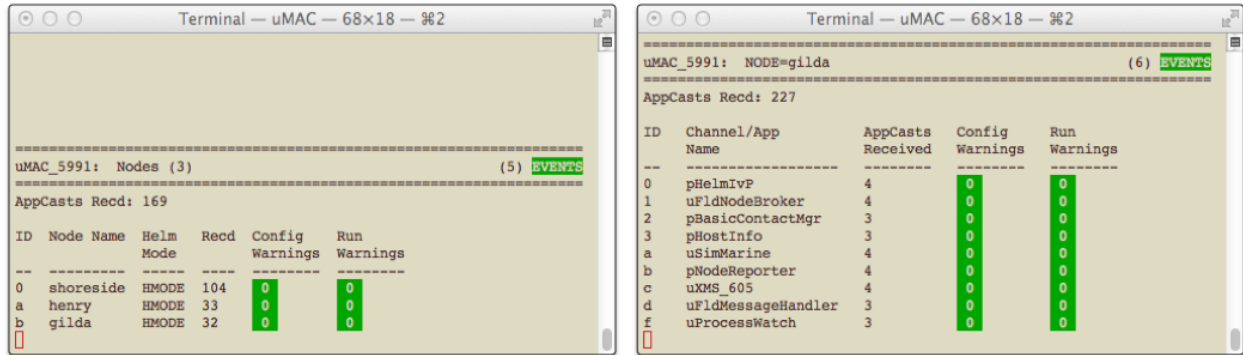 Terminal — uMAC — 68×18 — ⌘2
======================================================================
uMAC_5991:  Nodes (3)                                       (5) EVENTS
======================================================================
AppCasts Recd: 169
ID  Node Name  Helm   Recd  Config    Run
               Mode         Warnings  Warnings
--  ---------  -----  ----  --------  --------
0   shoreside  HMODE  104   0         0
a   henry      HMODE  33    0         0
b   gilda      HMODE  32    0         0
Terminal — uMAC — 68×18 — ⌘2
======================================================================
uMAC_5991:  NODE=gilda                                      (6) EVENTS
======================================================================
AppCasts Recd: 227
ID   Channel/App         AppCasts   Config    Run
     Name                Received   Warnings  Warnings
--   ------------------  --------   --------  --------
0    pHelmIvP            4          0         0
1    uFldNodeBroker      4          0         0
2    pBasicContactMgr    3          0         0
3    pHostInfo           3          0         0
a    uSimMarine          4          0         0
b    pNodeReporter       4          0         0
c    uXMS_605            4          0         0
d    uFldMessageHandler  3          0         0
f    uProcessWatch       3          0         0